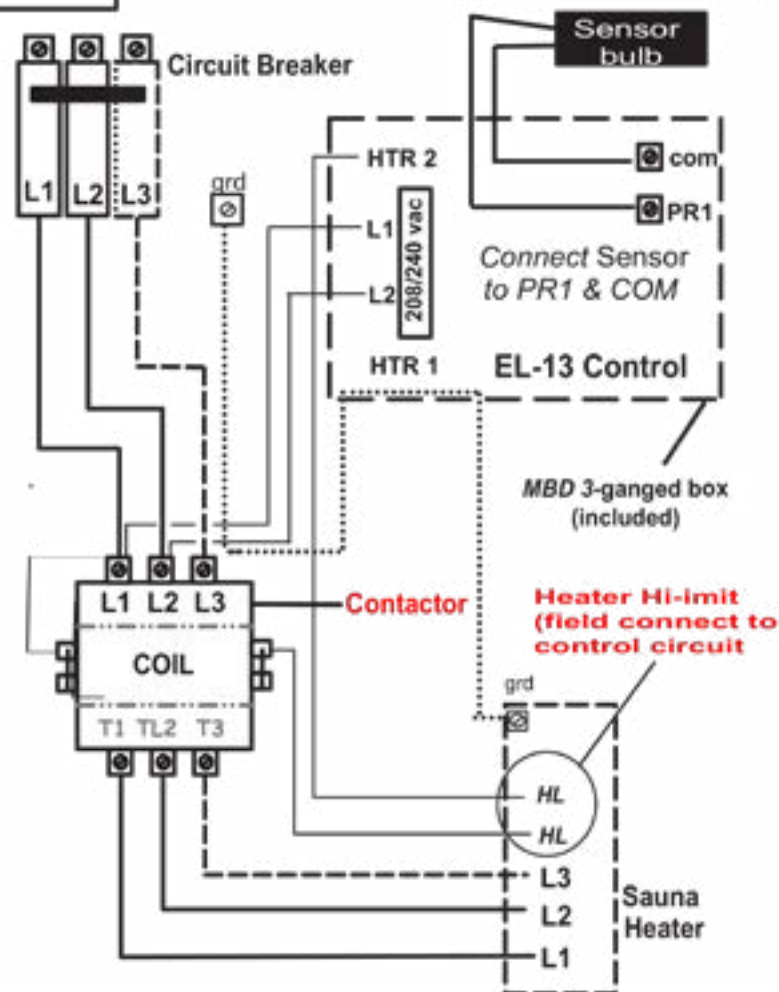 Sensor
bulb
Circuit Breaker
L1 L2 L3
grd
HTR 2
com
L1
208/240 vac
PR1
Connect Sensor
to PR1 & COM
L2
HTR 1
EL-13 Control
MBD 3-ganged box
(included)
L1 L2 L3
Contactor
Heater Hi-imit
(field connect to
control circuit
COIL
grd
T1 TL2 T3
HL
HL
L3
L2
Sauna
Heater
L1